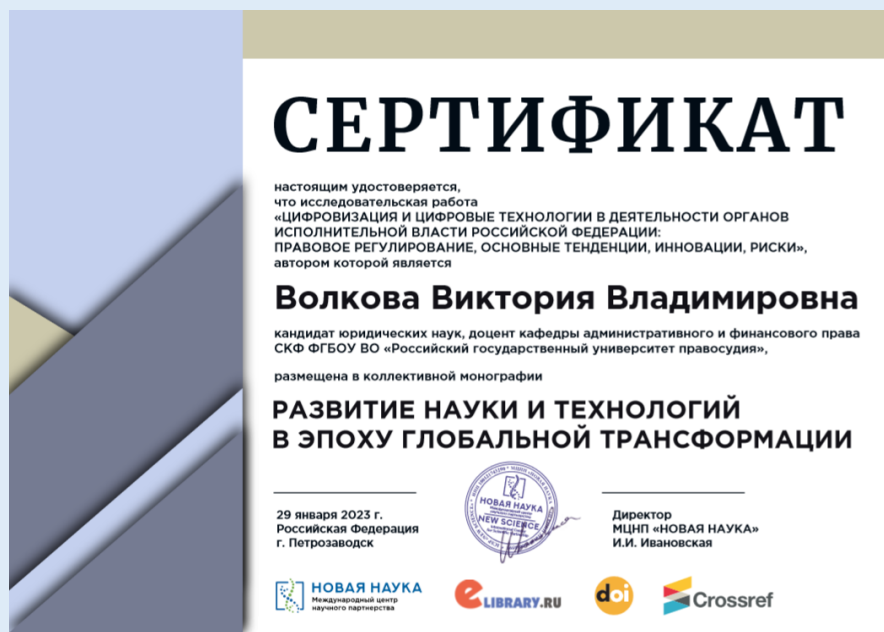 СЕРТИФИКАТ
настоящим удостоверяется,
что исследовательская работа
«ЦИФРОВИЗАЦИЯ И ЦИФРОВЫЕ ТЕХНОЛОГИИ В ДЕЯТЕЛЬНОСТИ ОРГАНОВ
ИСПОЛНИТЕЛЬНОЙ ВЛАСТИ РОССИЙСКОЙ ФЕДЕРАЦИИ:
ПРАВОВОЕ РЕГУЛИРОВАНИЕ, ОСНОВНЫЕ ТЕНДЕНЦИИ, ИННОВАЦИИ, РИСКИ»,
автором которой является
Волкова Виктория Владимировна
кандидат юридических наук, доцент кафедры административного и финансового права
СКФ ФГБОУ ВО «Российский государственный университет правосудия»,
размещена в коллективной монографии
РАЗВИТИЕ НАУКИ И ТЕХНОЛОГИЙ
В ЭПОХУ ГЛОБАЛЬНОЙ ТРАНСФОРМАЦИИ
НОВАЯ НАУКА
NEW SCIENCE
29 января 2023 г.
Российская Федерация
г. Петрозаводск
Директор
МЦНП «НОВАЯ НАУКА»
И.И. Ивановская
НОВАЯ НАУКА
Международный центр
научного партнерства
eLIBRARY.RU
doi
Crossref